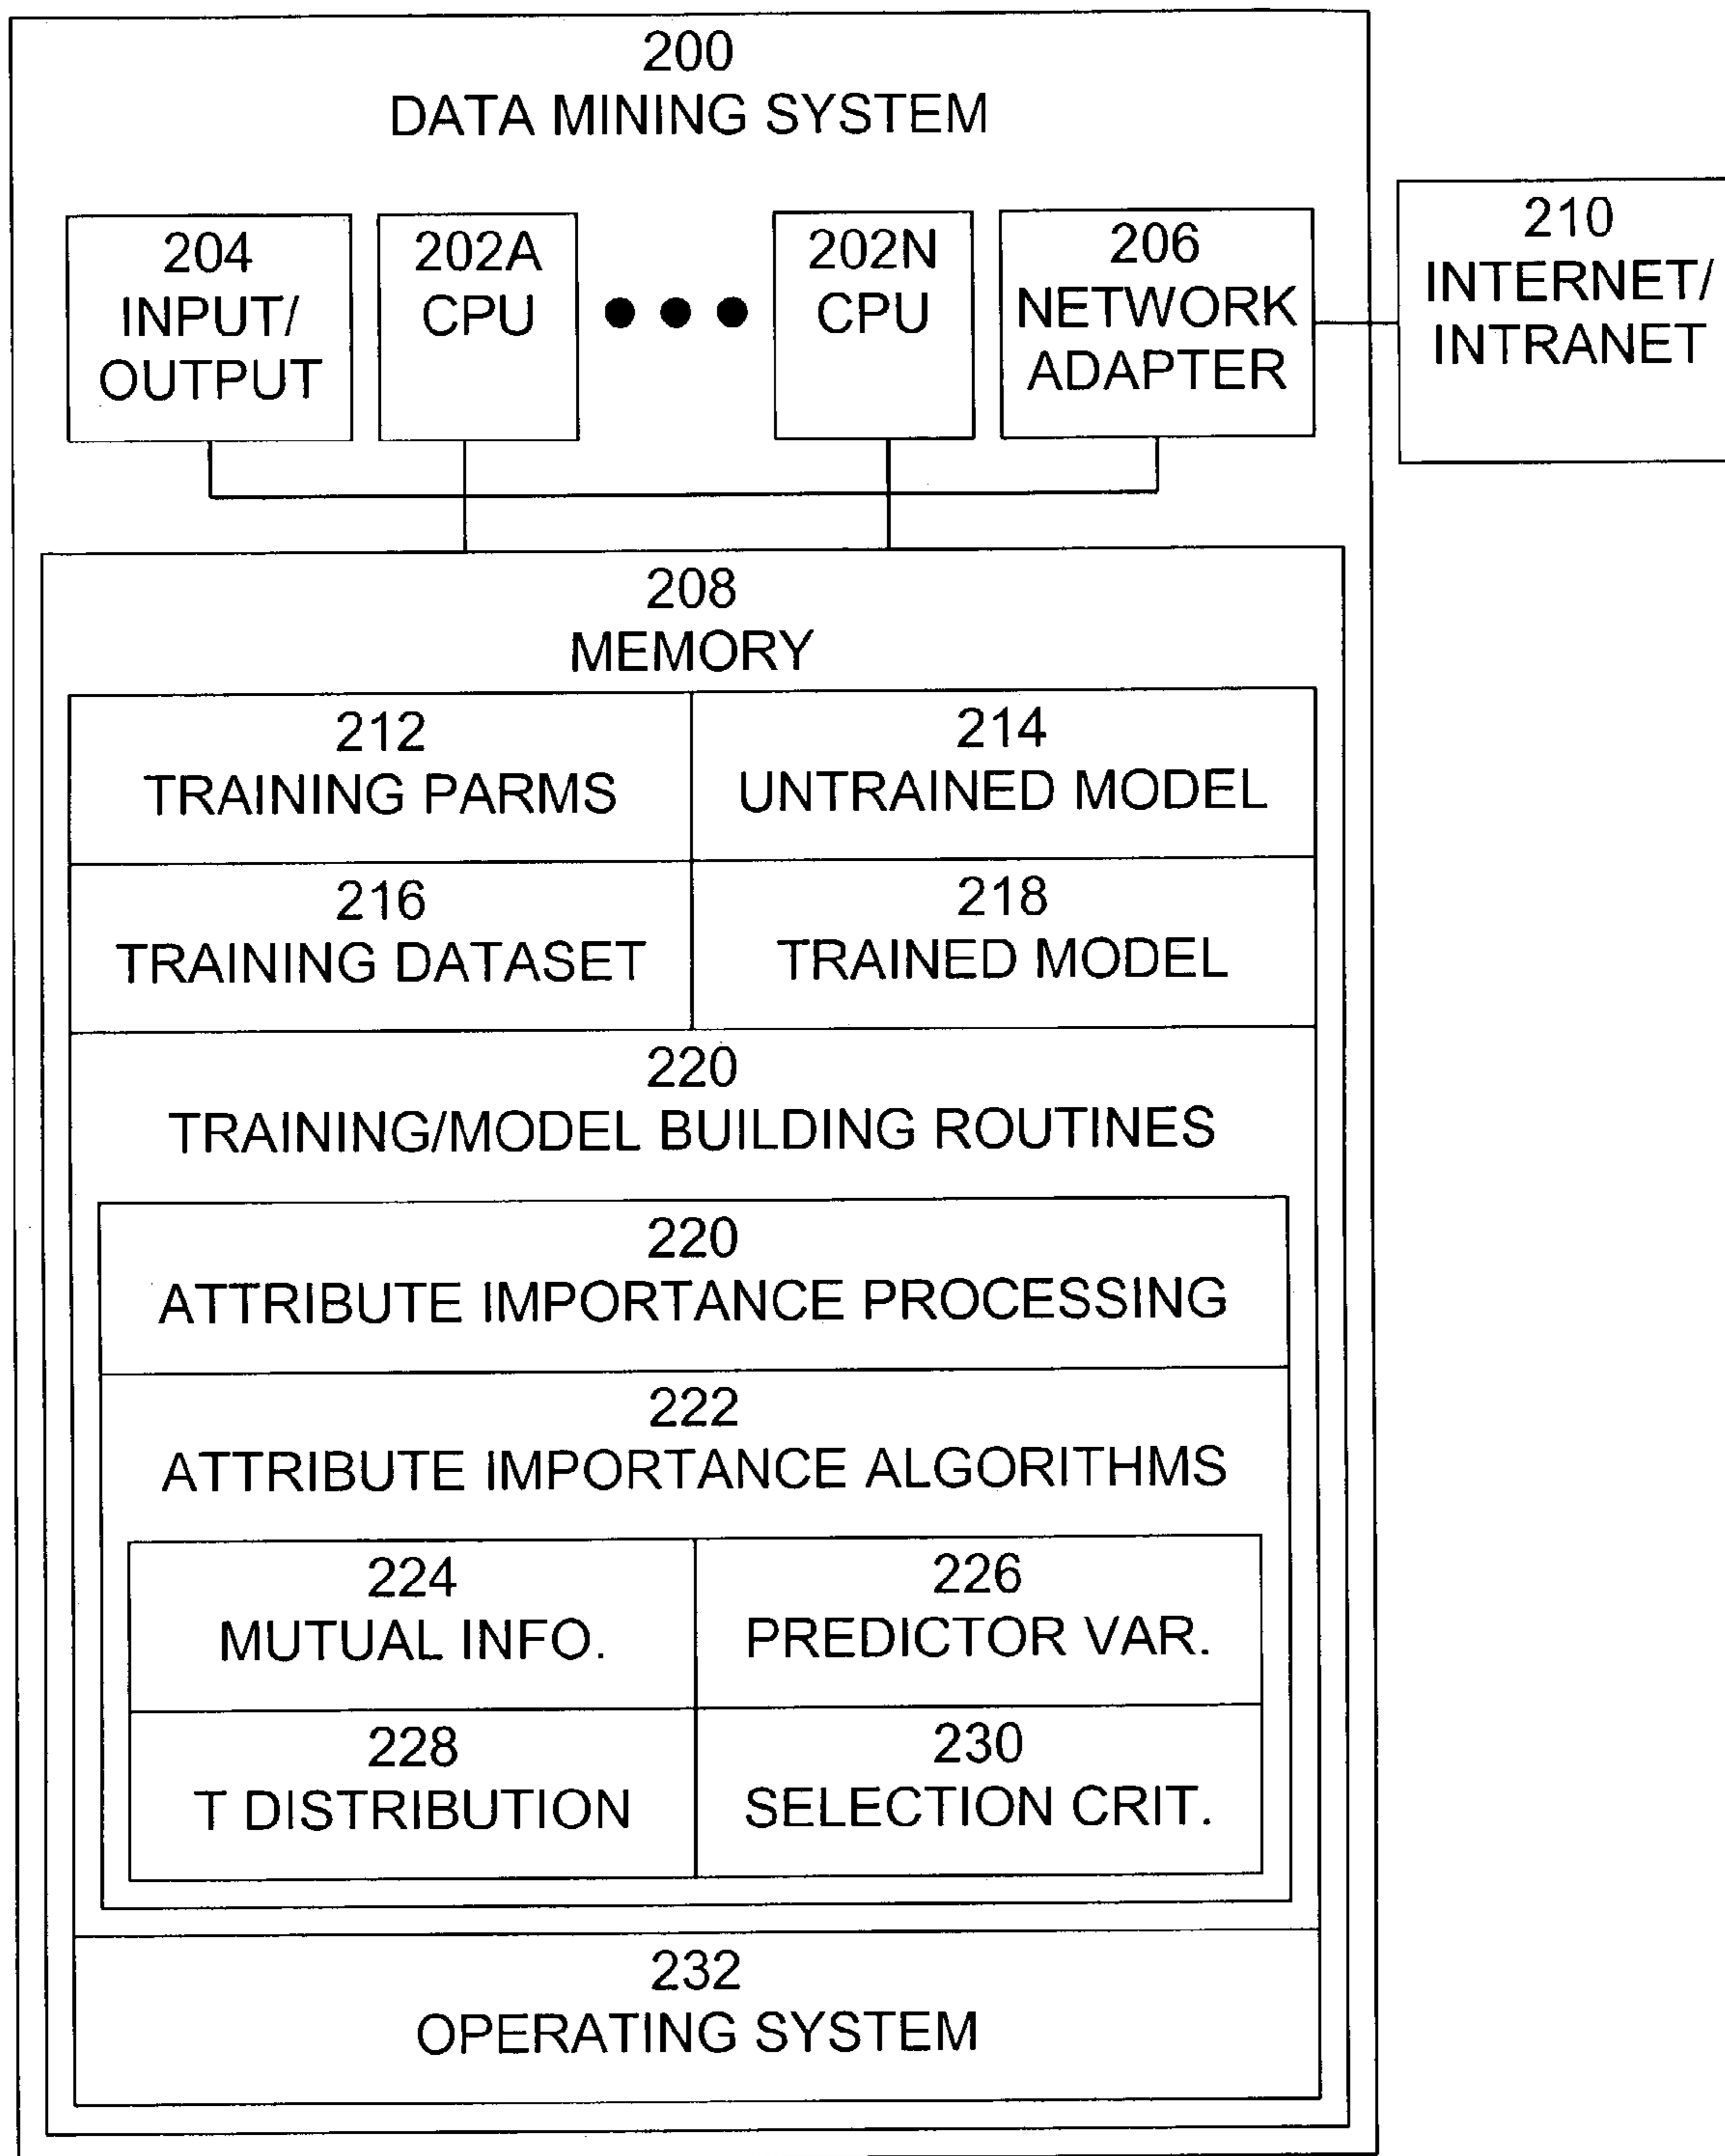 200
DATA MINING SYSTEM
204
INPUT/
OUTPUT
202A
CPU
202N
CPU
206
NETWORK
ADAPTER
210
INTERNET/
INTRANET
208
MEMORY
212
TRAINING PARMS
214
UNTRAINED MODEL
216
TRAINING DATASET
218
TRAINED MODEL
220
TRAINING/MODEL BUILDING ROUTINES
220
ATTRIBUTE IMPORTANCE PROCESSING
222
ATTRIBUTE IMPORTANCE ALGORITHMS
224
MUTUAL INFO.
226
PREDICTOR VAR.
228
T DISTRIBUTION
230
SELECTION CRIT.
232
OPERATING SYSTEM